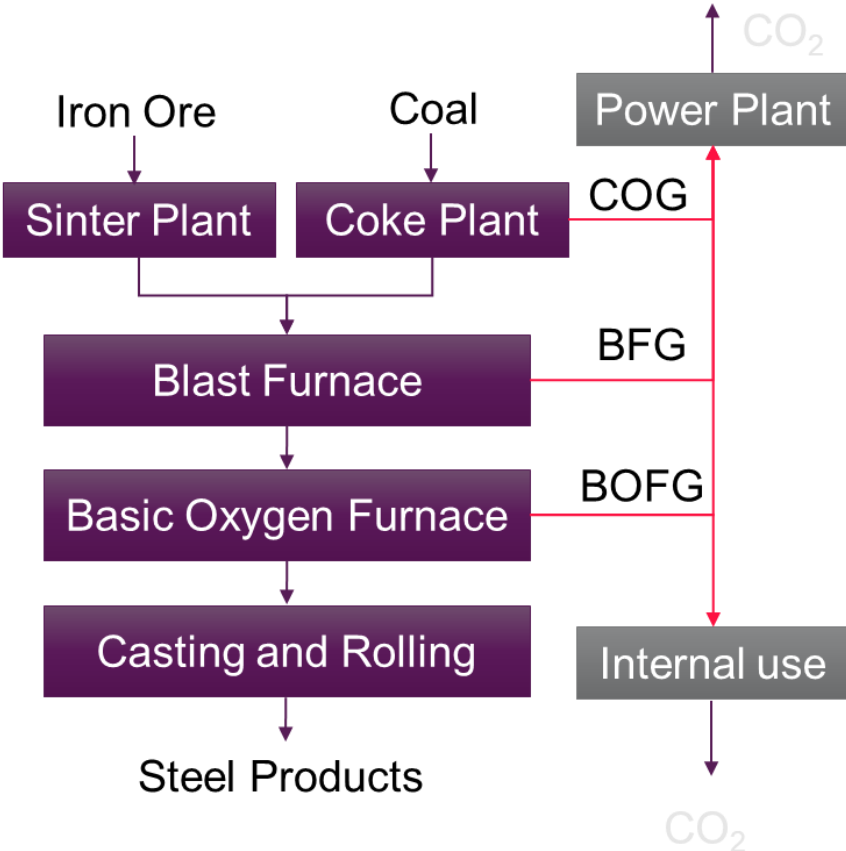 CO₂
Power Plant
Iron Ore
Coal
Sinter Plant
Coke Plant
COG
Blast Furnace
BFG
Basic Oxygen Furnace
BOFG
Casting and Rolling
Internal use
Steel Products
CO₂